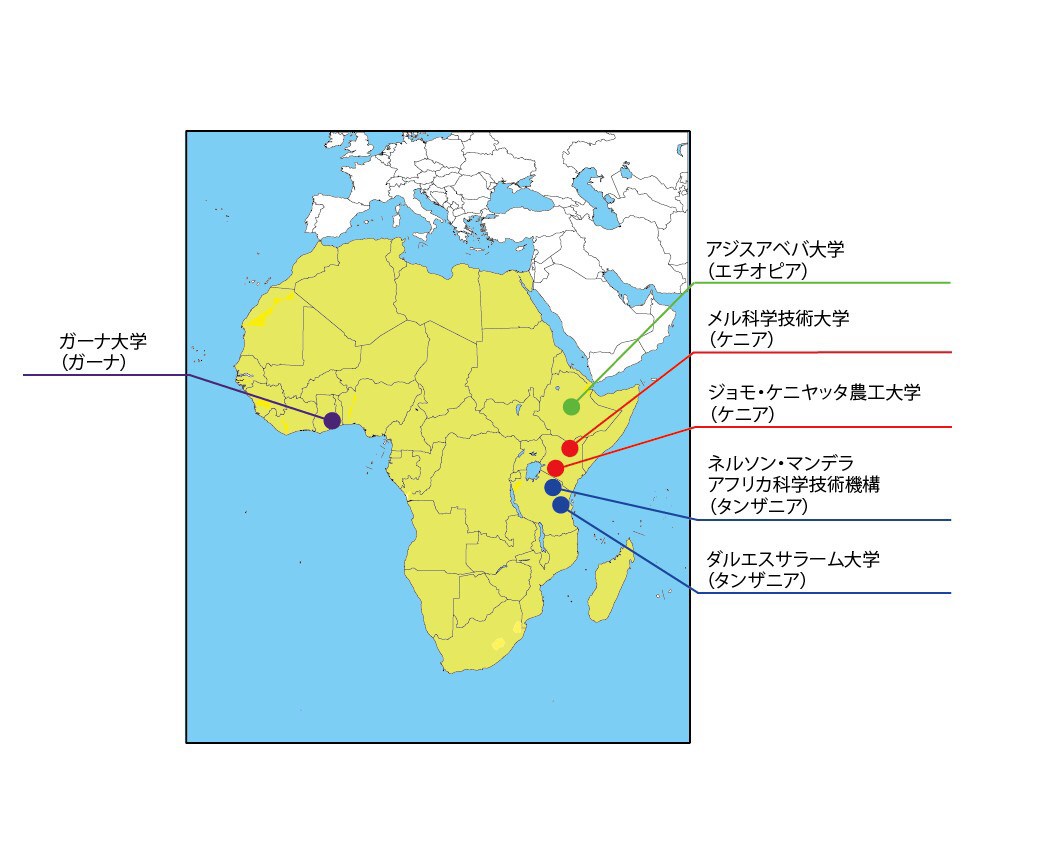 ガーナ大学
（ガーナ）
アジスアベバ大学
（エチオピア）
メル科学技術大学
（ケニア）
ジョモ・ケニヤッタ農工大学
（ケニア）
ネルソン・マンデラ
アフリカ科学技術機構
（タンザニア）
ダルエスサラーム大学
（タンザニア）